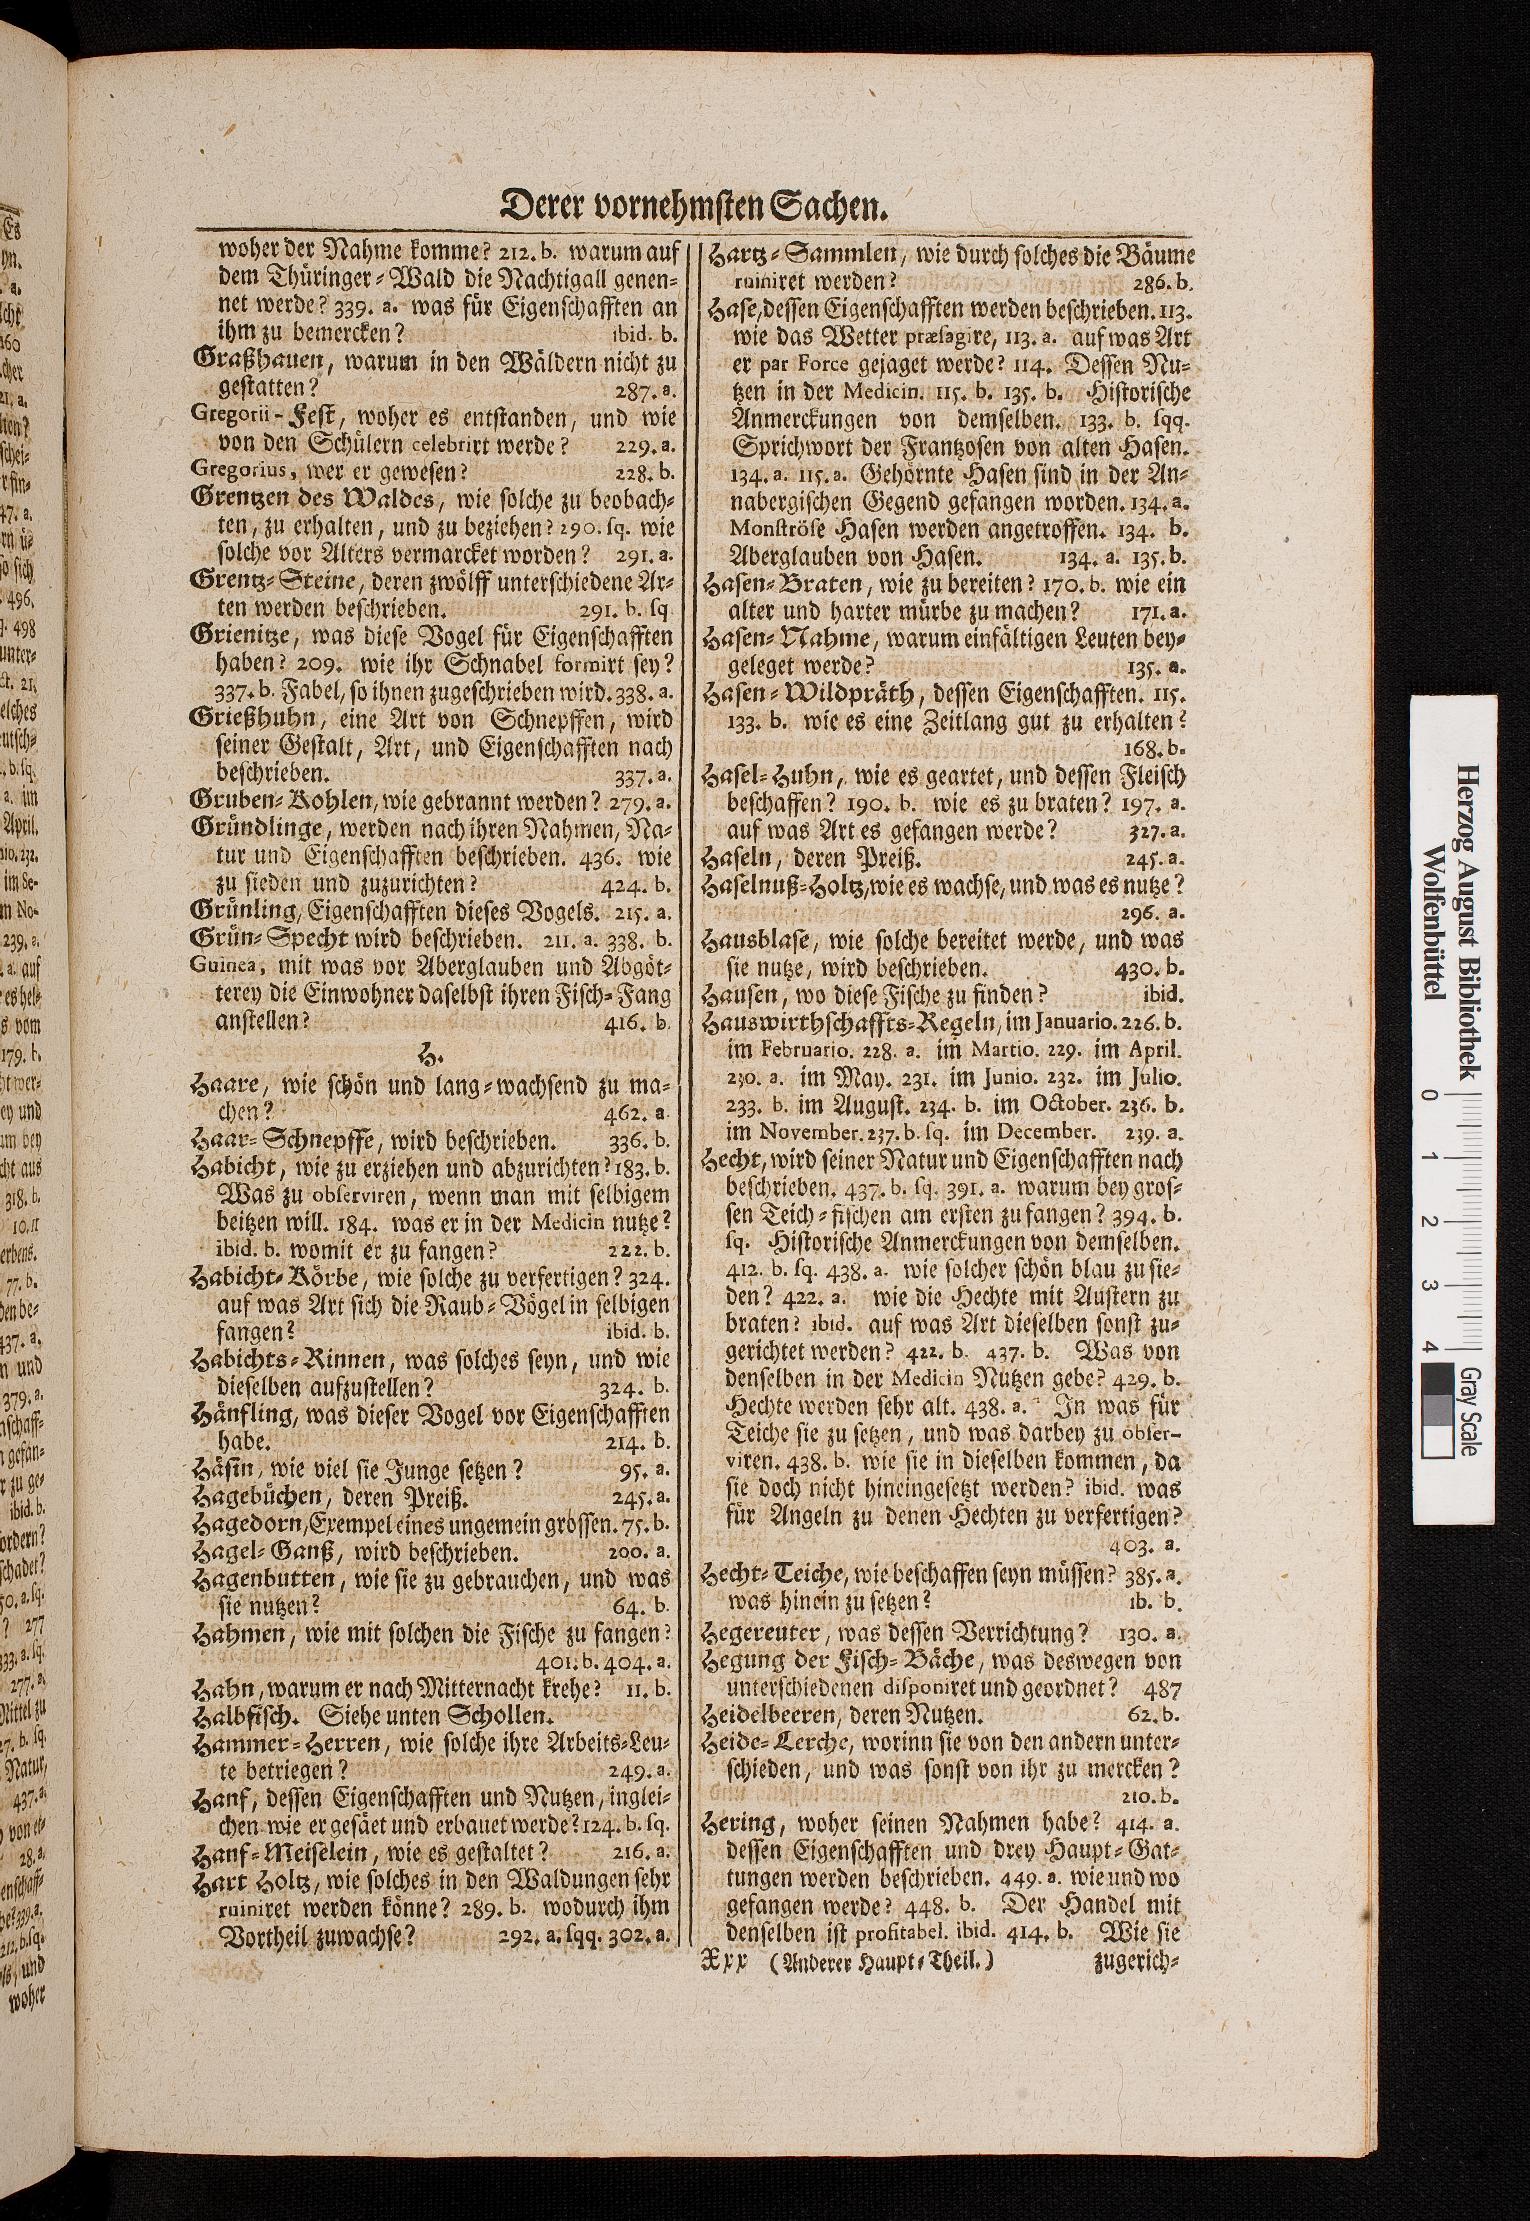 Derer vornehmsten Sachen.
woher der Nahme komme? 212. b. warum auf
dem Thüringer-Wald die Nachtigall genen-
net werde? 339. a. was für Eigenschafften an
ihm zu bemercken? ibid. b.
Graßhauen, warum in den Wäldern nicht zu
gestatten? 287. a.
Gregorii-Fest, woher es entstanden, und wie
von den Schülern celebrirt werde? 229. a.
Gregorius, wer er gewesen? 228. b.
Grentzen des Waldes, wie solche zu beobach-
ten, zu erhalten, und zu beziehen? 290. sq. wie
solche vor Alters vermarcket worden? 291. a.
Grentz-Steine, deren zwölff unterschiedene Ar-
ten werden beschrieben. 291. b. sq.
Grienitze, was diese Vogel für Eigenschafften
haben? 209. wie ihr Schnabel formirt sey?
337. b. Fabel, so ihnen zugeschrieben wird. 338. a.
Grießhuhn, eine Art von Schnepffen, wird
seiner Gestalt, Art, und Eigenschafften nach
beschrieben. 337. a.
Gruben-Kohlen, wie gebrannt werden? 279. a.
Gründlinge, werden nach ihren Nahmen, Na-
tur und Eigenschafften beschrieben. 436. wie
zu sieden und zuzurichten? 424. b.
Grünling, Eigenschafften dieses Vogels. 215. a.
Grün-Specht wird beschrieben. 211. a. 338. b.
Guinea, mit was vor Aberglauben und Abgöt-
terey die Einwohner daselbst ihren Fisch-Fang
anstellen? 416. b.
H.
Haare, wie schön und lang-wachsend zu ma-
chen? 462. a.
Haar-Schnepffe, wird beschrieben. 336. b.
Habicht, wie zu erziehen und abzurichten? 183. b.
Was zu observiren, wenn man mit selbigem
beitzen will. 184. was er in der Medicin nutze?
ibid. b. womit er zu fangen? 222. b.
Habicht-Körbe, wie solche zu verfertigen? 324.
auf was Art sich die Raub-Vögel in selbigen
fangen? ibid. b.
Habichts-Rinnen, was solches seyn, und wie
dieselben aufzustellen? 324. b.
Hänfling, was dieser Vogel vor Eigenschafften
habe. 214. b.
Häsin, wie viel sie Junge setzen? 95. a.
Hagebüchen, deren Preiß. 245. a.
Hagedorn, Exempel eines ungemein grossen. 75. b.
Hagel-Ganß, wird beschrieben. 200. a.
Hagenbutten, wie sie zu gebrauchen, und was
sie nutzen? 64. b.
Hahmen, wie mit solchen die Fische zu fangen?
401. b. 404. a.
Hahn, warum er nach Mitternacht krehe? 11. b.
Halbfisch. Siehe unten Schollen.
Hammer-Herren, wie solche ihre Arbeits-Leu-
te betriegen? 249. a.
Hanf, dessen Eigenschafften und Nutzen, inglei-
chen wie er gesäet und erbauet werde? 124. b. sq.
Hanf-Meiselein, wie es gestaltet? 216. a.
Hart Holtz, wie solches in den Waldungen sehr
ruiniret werden könne? 289. b. wodurch ihm
Vortheil zuwachse? 292. a. sqq. 302. a.
Hartz-Sammlen, wie durch solches die Bäume
ruiniret werden? 286. b.
Hase, dessen Eigenschafften werden beschrieben. 113.
wie das Wetter præsagire, 113. a. auf was Art
er par Force gejaget werde? 114. Dessen Nu-
tzen in der Medicin. 115. b. 135. b. Historische
Anmerckungen von demselben. 133. b. sqq.
Sprichwort der Frantzosen von alten Hasen.
134. a. 115. a. Gehörnte Hasen sind in der An-
nabergischen Gegend gefangen worden. 134. a.
Monströse Hasen werden angetroffen. 134. b.
Aberglauben von Hasen. 134. a. 135. b.
Hasen-Braten, wie zu bereiten? 170. b. wie ein
alter und harter mürbe zu machen? 171. a.
Hasen-Nahme, warum einfältigen Leuten bey-
geleget werde? 135. a.
Hasen-Wildpräth, dessen Eigenschafften. 115.
133. b. wie es eine Zeitlang gut zu erhalten?
168. b.
Hasel-Huhn, wie es geartet, und dessen Fleisch
beschaffen? 190. b. wie es zu braten? 197. a.
auf was Art es gefangen werde? 327. a.
Haseln, deren Preiß. 245. a.
Haselnuß-Holtz, wie es wachse, und was es nutze?
296. a.
Hausblase, wie solche bereitet werde, und was
sie nutze, wird beschrieben. 430. b.
Hausen, wo diese Fische zu finden? ibid.
Hauswirthschaffts-Regeln, im Januario. 226. b.
im Februario. 228. a. im Martio. 229. im April.
230. a. im May. 231. im Junio. 232. im Julio.
233. b. im August. 234. b. im October. 236. b.
im November. 237. b. sq. im December. 239. a.
Hecht, wird seiner Natur und Eigenschafften nach
beschrieben. 437. b. sq. 391. a. warum bey gros-
sen Teich-fischen am ersten zu fangen? 394. b.
sq. Historische Anmerckungen von demselben.
412. b. sq. 438. a. wie solcher schön blau zu sie-
den? 422. a. wie die Hechte mit Austern zu
braten? ibid. auf was Art dieselben sonst zu-
gerichtet werden? 422. b. 437. b. Was von
denselben in der Medicin Nutzen gebe? 429. b.
Hechte werden sehr alt. 438. a. In was für
Teiche sie zu setzen, und was darbey zu obser-
viren. 438. b. wie sie in dieselben kommen, da
sie doch nicht hineingesetzt werden? ibid. was
für Angeln zu denen Hechten zu verfertigen?
403. a.
Hecht-Teiche, wie beschaffen seyn müssen? 385. a.
was hinein zu setzen? ib. b.
Hegereuter, was dessen Verrichtung? 130. a.
Hegung der Fisch-Bäche, was deswegen von
unterschiedenen disponiret und geordnet? 487
Heidelbeeren, deren Nutzen. 62. b.
Heide-Lerche, worinn sie von den andern unter-
schieden, und was sonst von ihr zu mercken?
210. b.
Hering, woher seinen Nahmen habe? 414. a.
dessen Eigenschafften und drey Haupt-Gat-
tungen werden beschrieben. 449. a. wie und wo
gefangen werde? 448. b. Der Handel mit
denselben ist profitabel. ibid. 414. b. Wie sie
Xxx (Anderer Haupt-Theil.) zugerich-
Herzog August Bibliothek
Wolfenbüttel
0 1 2 3 4
Gray Scale